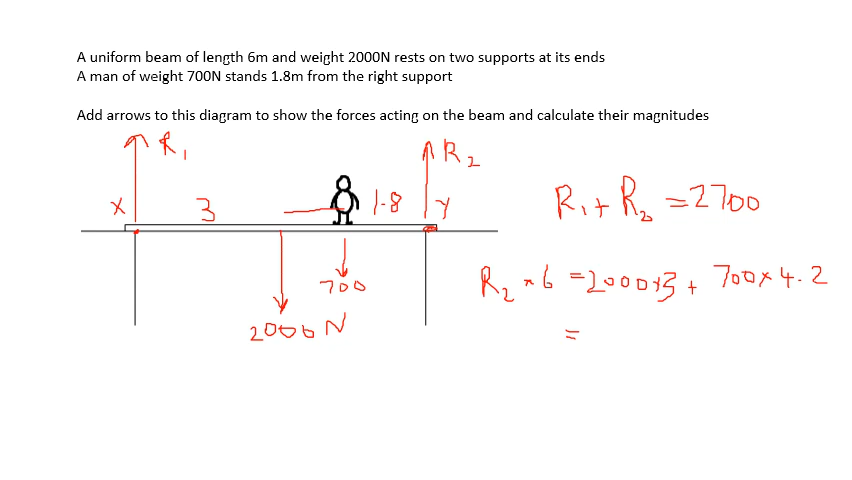 A uniform beam of length 6m and weight 2000N rests on two supports at its ends
A man of weight 700N stands 1.8m from the right support
Add arrows to this diagram to show the forces acting on the beam and calculate their magnitudes
R₁
R₂
X
3
1.8
Y
R₁ + R₂ = 2700
700
R₂ × 6 = 2000×3 + 700×4.2
2000N
=